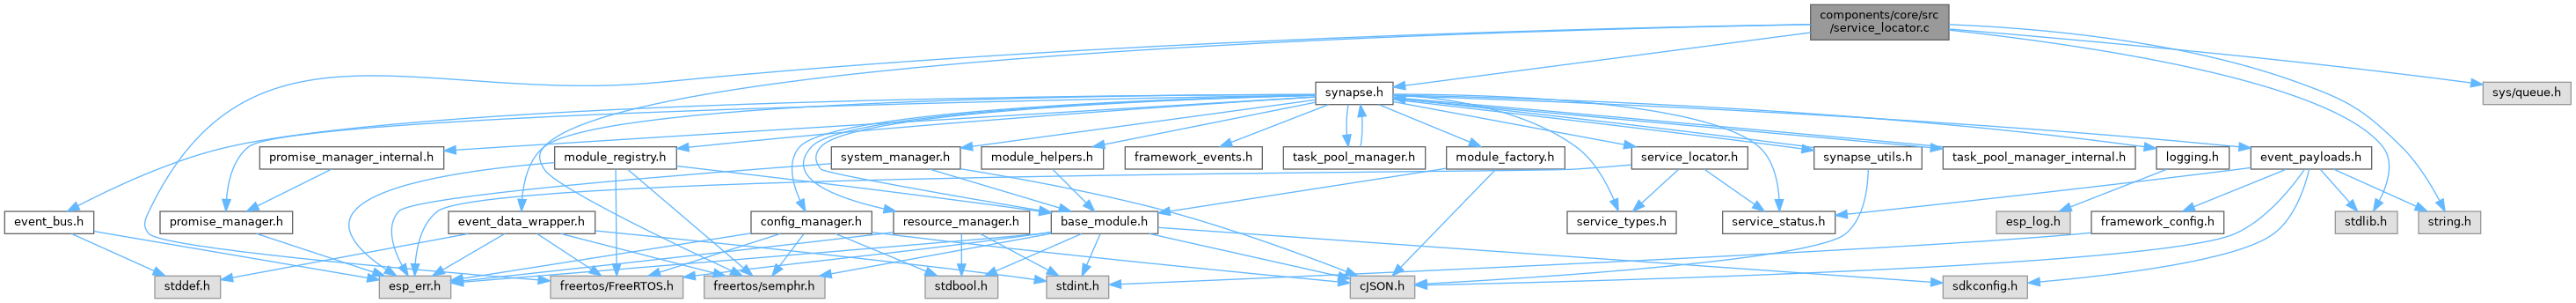 components/core/src
/service_locator.c
synapse.h
sys/queue.h
promise_manager_internal.h
module_registry.h
system_manager.h
module_helpers.h
framework_events.h
task_pool_manager.h
module_factory.h
service_locator.h
synapse_utils.h
task_pool_manager_internal.h
logging.h
event_payloads.h
event_bus.h
promise_manager.h
event_data_wrapper.h
config_manager.h
resource_manager.h
base_module.h
service_types.h
service_status.h
esp_log.h
framework_config.h
stdlib.h
string.h
stddef.h
esp_err.h
freertos/FreeRTOS.h
freertos/semphr.h
stdbool.h
stdint.h
cJSON.h
sdkconfig.h